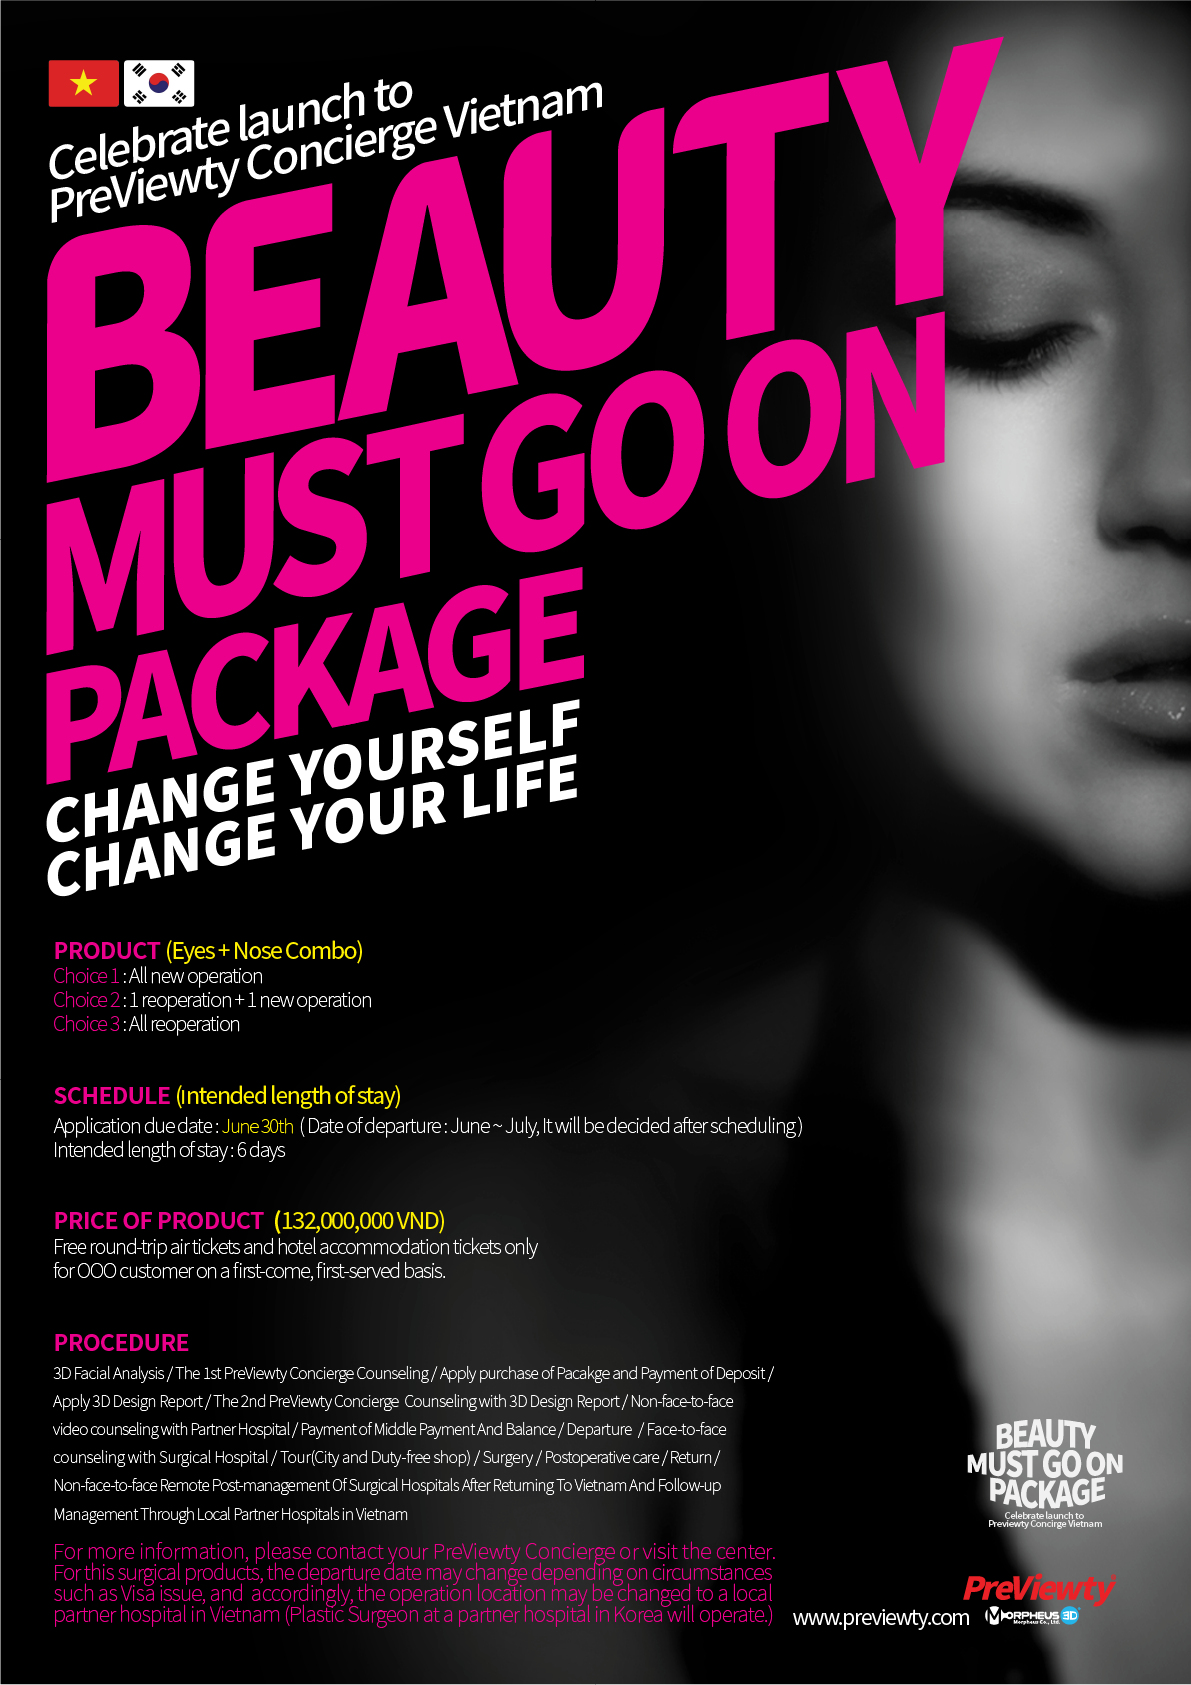 Celebrate launch to
PreViewty Concierge Vietnam
BEAUTY
MUST GO ON
PACKAGE
CHANGE YOURSELF
CHANGE YOUR LIFE
PRODUCT (Eyes + Nose Combo)
Choice 1 : All new operation
Choice 2 : 1 reoperation + 1 new operation
Choice 3 : All reoperation
SCHEDULE (Intended length of stay)
Application due date : June 30th ( Date of departure : June ~ July, It will be decided after scheduling )
Intended length of stay : 6 days
PRICE OF PRODUCT (132,000,000 VND)
Free round-trip air tickets and hotel accommodation tickets only
for OOO customer on a first-come, first-served basis.
PROCEDURE
3D Facial Analysis / The 1st PreViewty Concierge Counseling / Apply purchase of Pacakge and Payment of Deposit /
Apply 3D Design Report / The 2nd PreViewty Concierge Counseling with 3D Design Report / Non-face-to-face
video counseling with Partner Hospital / Payment of Middle Payment And Balance / Departure / Face-to-face
counseling with Surgical Hospital / Tour(City and Duty-free shop) / Surgery / Postoperative care / Return /
Non-face-to-face Remote Post-management Of Surgical Hospitals After Returning To Vietnam And Follow-up
Management Through Local Partner Hospitals in Vietnam
For more information, please contact your PreViewty Concierge or visit the center.
For this surgical products, the departure date may change depending on circumstances
such as Visa issue, and accordingly, the operation location may be changed to a local
partner hospital in Vietnam (Plastic Surgeon at a partner hospital in Korea will operate.)
www.previewty.com
BEAUTY
MUST GO ON
PACKAGE
Celebrate launch to
Previewty Concirge Vietnam
PreViewty
MORPHEUS 3D
Morpheus Co., Ltd.